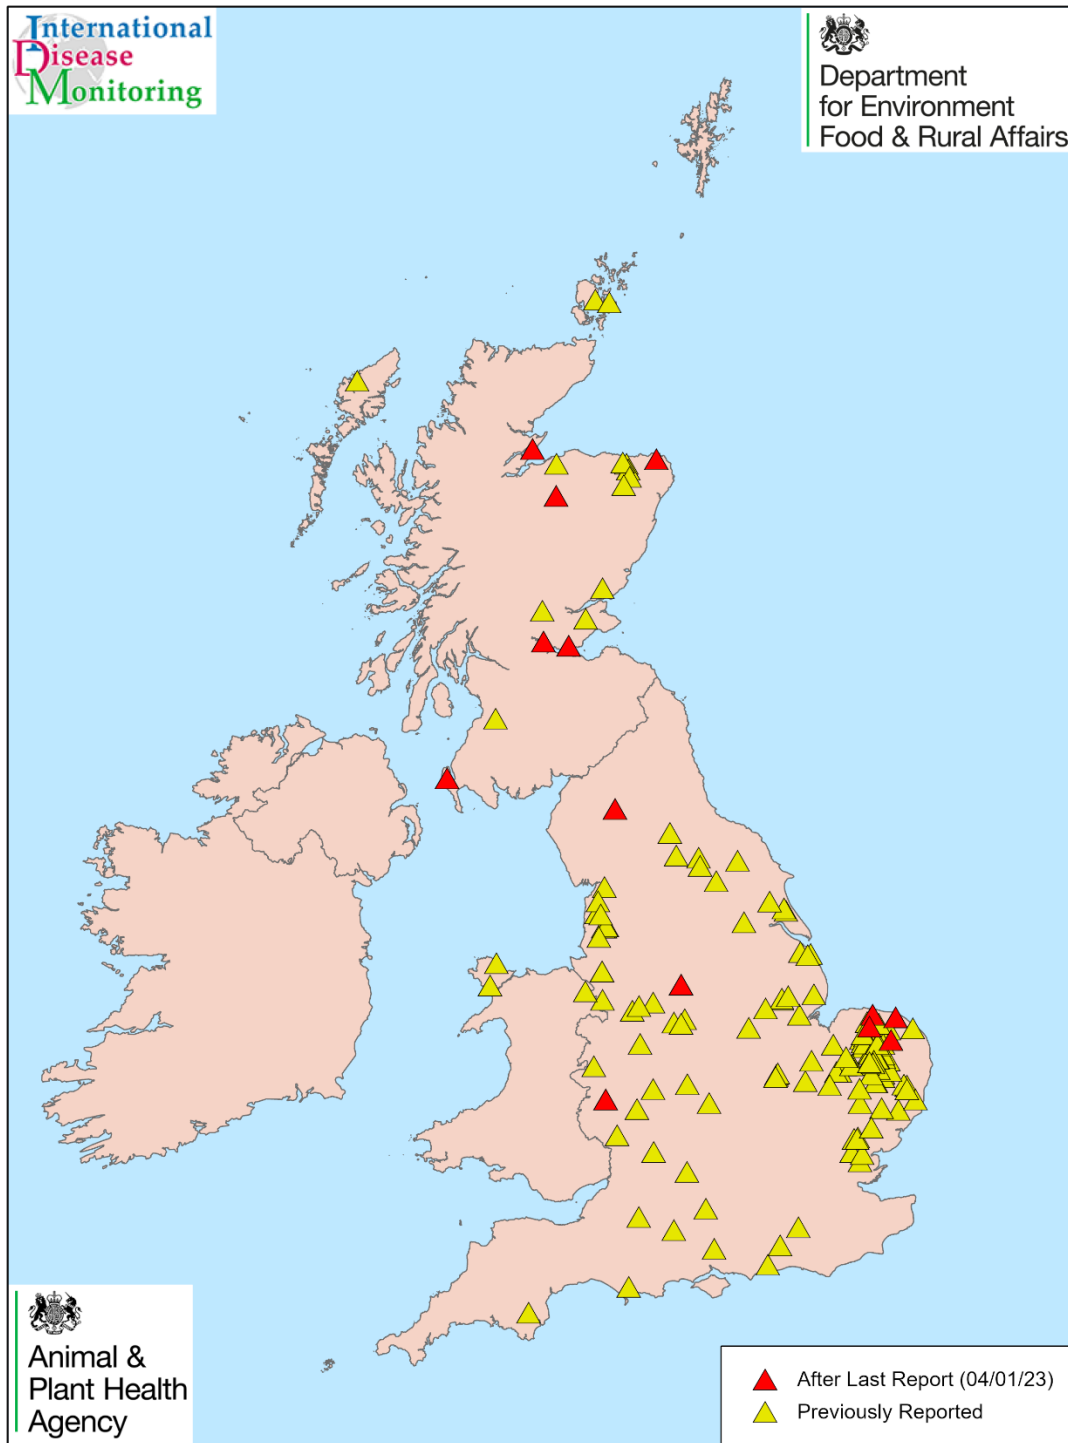 International
Disease
Monitoring
Department
for Environment
Food & Rural Affairs
Animal &
Plant Health
Agency
After Last Report (04/01/23)
Previously Reported